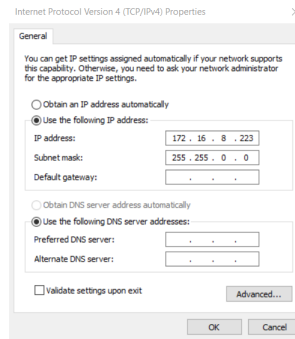 Internet Protocol Version 4 (TCP/IPv4) Properties
General
You can get IP settings assigned automatically if your network supports
this capability. Otherwise, you need to ask your network administrator
for the appropriate IP settings.
Obtain an IP address automatically
Use the following IP address:
IP address: 172 . 16 . 8 . 223
Subnet mask: 255 . 255 . 0 . 0
Default gateway: . . .
Obtain DNS server address automatically
Use the following DNS server addresses:
Preferred DNS server: . . .
Alternate DNS server: . . .
Validate settings upon exit
Advanced...
OK Cancel